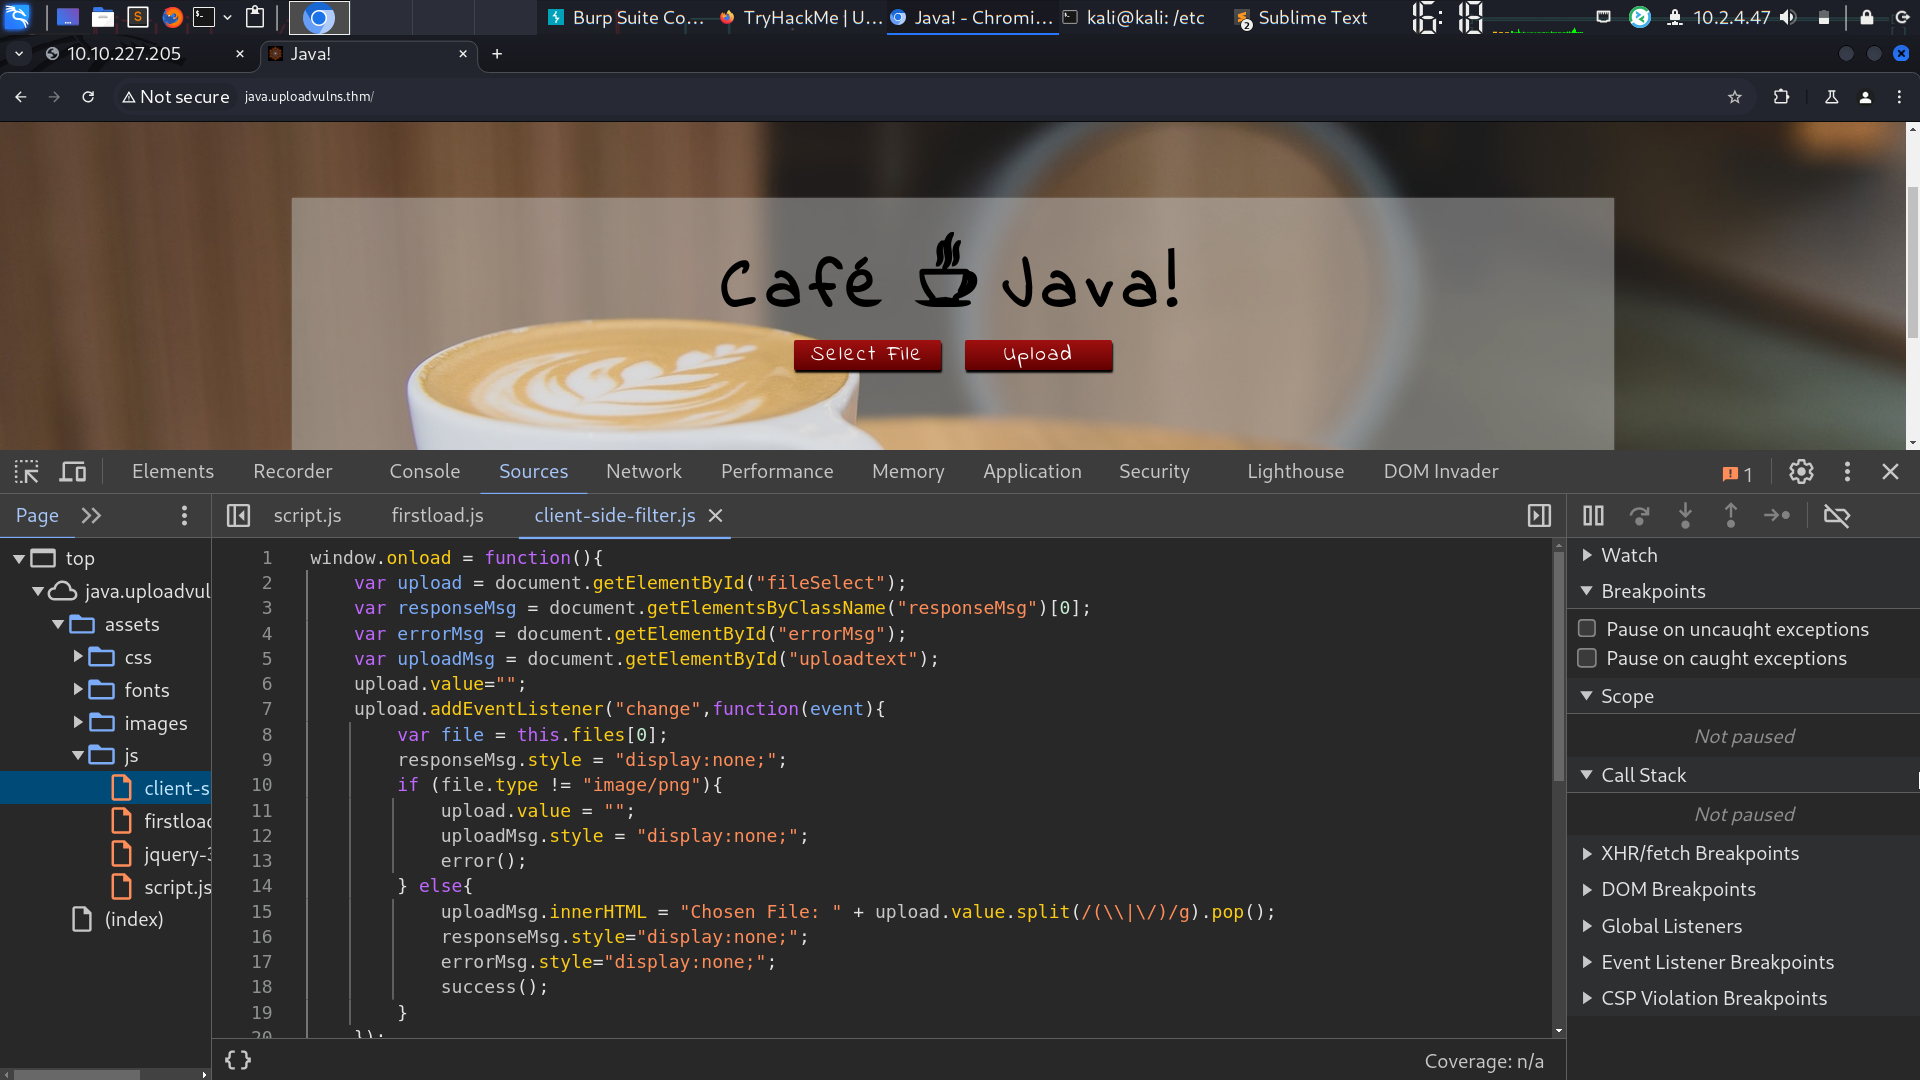 Burp Suite Co... TryHackMe | U... Java! - Chromi... kali@kali: /etc 2 Sublime Text 16:18 10.2.4.47
10.10.227.205 Java!
Not secure java.uploadvulns.thm/
Café Java!
Select File Upload
Elements Recorder Console Sources Network Performance Memory Application Security Lighthouse DOM Invader 1
Page script.js firstload.js client-side-filter.js
top
java.uploadvul
assets
css
fonts
images
js
client-s
firstload
jquery-3
script.js
(index)
1 window.onload = function(){
2 var upload = document.getElementById("fileSelect");
3 var responseMsg = document.getElementsByClassName("responseMsg")[0];
4 var errorMsg = document.getElementById("errorMsg");
5 var uploadMsg = document.getElementById("uploadtext");
6 upload.value="";
7 upload.addEventListener("change",function(event){
8 var file = this.files[0];
9 responseMsg.style = "display:none;";
10 if (file.type != "image/png"){
11 upload.value = "";
12 uploadMsg.style = "display:none;";
13 error();
14 } else{
15 uploadMsg.innerHTML = "Chosen File: " + upload.value.split(/(\\|\/)/g).pop();
16 responseMsg.style="display:none;";
17 errorMsg.style="display:none;";
18 success();
19 }
20 });
{} Coverage: n/a
Watch
Breakpoints
Pause on uncaught exceptions
Pause on caught exceptions
Scope
Not paused
Call Stack
Not paused
XHR/fetch Breakpoints
DOM Breakpoints
Global Listeners
Event Listener Breakpoints
CSP Violation Breakpoints